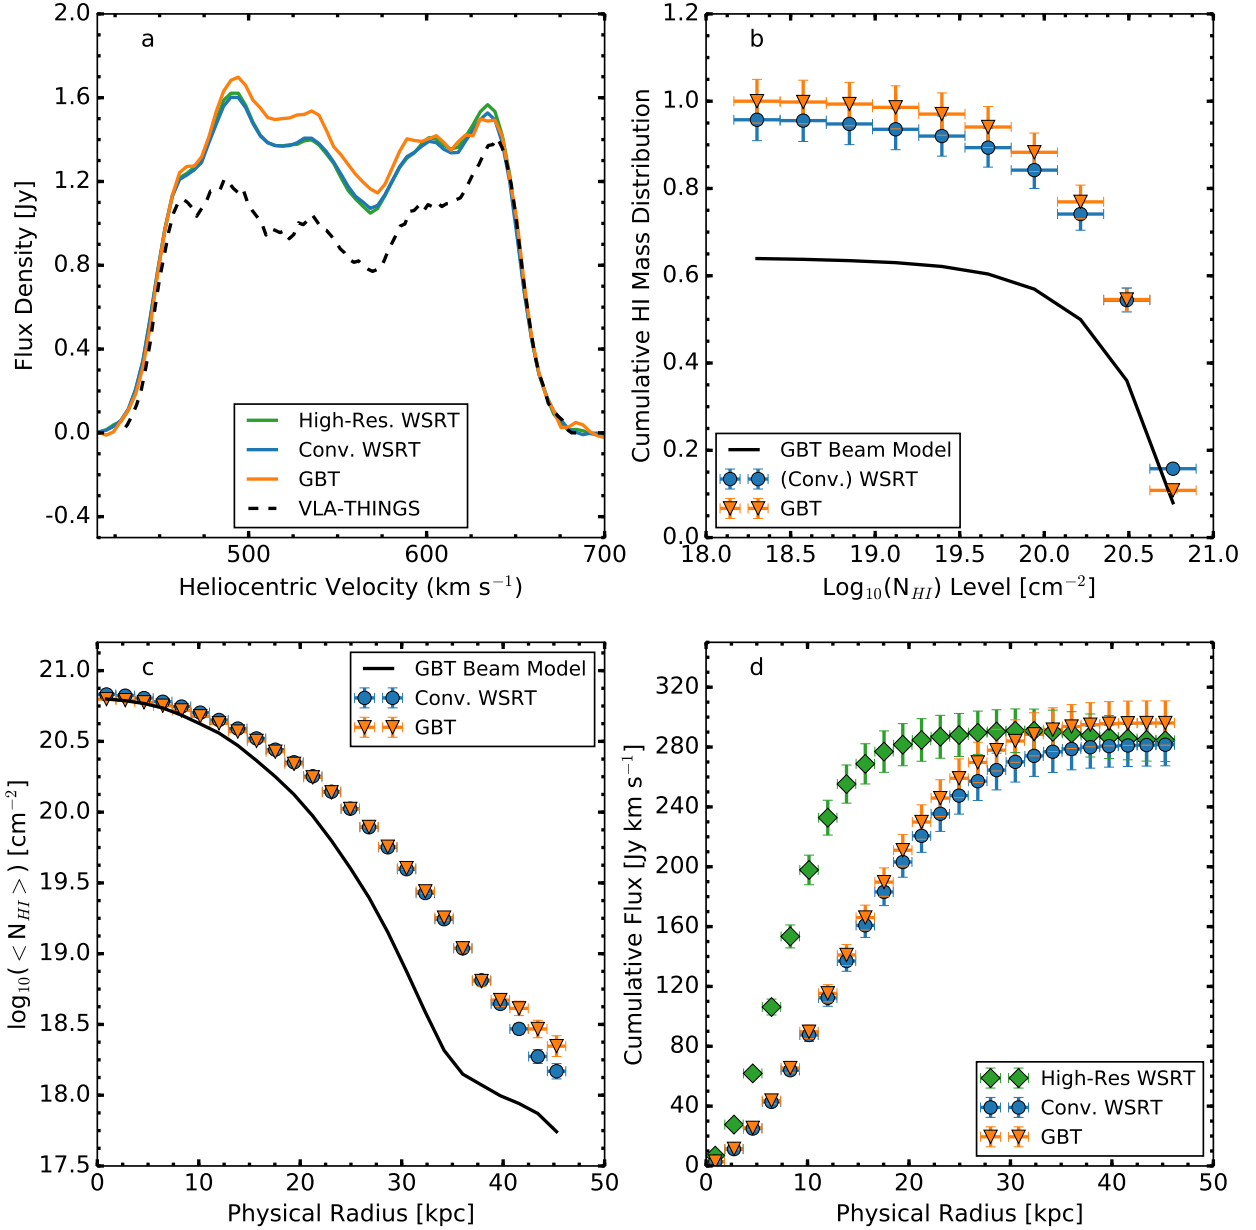 a
2.0
1.6
1.2
0.8
0.4
0.0
-0.4
Flux Density [Jy]
High-Res. WSRT
Conv. WSRT
GBT
VLA-THINGS
500
600
700
Heliocentric Velocity (km s⁻¹)
b
1.2
1.0
0.8
0.6
0.4
0.2
0.0
Cumulative HI Mass Distribution
GBT Beam Model
(Conv.) WSRT
GBT
18.0
18.5
19.0
19.5
20.0
20.5
21.0
Log₁₀(N_HI) Level [cm⁻²]
c
21.0
20.5
20.0
19.5
19.0
18.5
18.0
17.5
log₁₀(< N_HI >) [cm⁻²]
GBT Beam Model
Conv. WSRT
GBT
0
10
20
30
40
50
Physical Radius [kpc]
d
320
280
240
200
160
120
80
40
0
Cumulative Flux [Jy km s⁻¹]
High-Res WSRT
Conv. WSRT
GBT
0
10
20
30
40
50
Physical Radius [kpc]